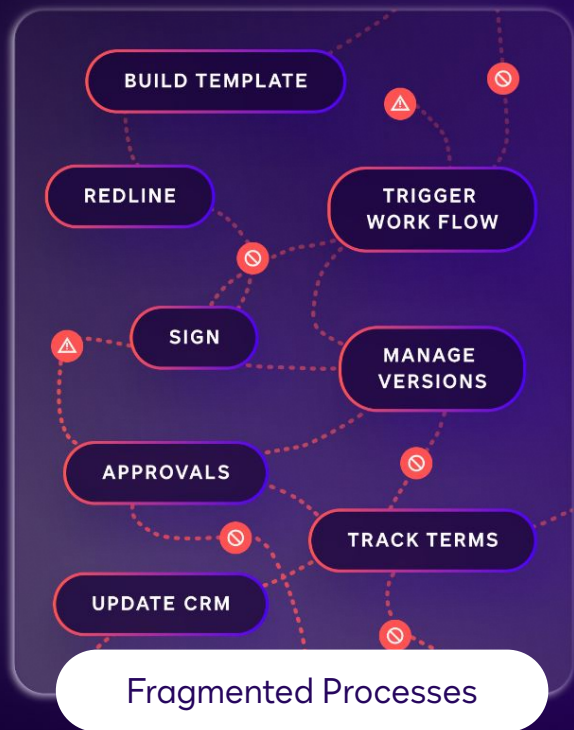 BUILD TEMPLATE
REDLINE
TRIGGER
WORK FLOW
SIGN
MANAGE
VERSIONS
APPROVALS
TRACK TERMS
UPDATE CRM
Fragmented Processes